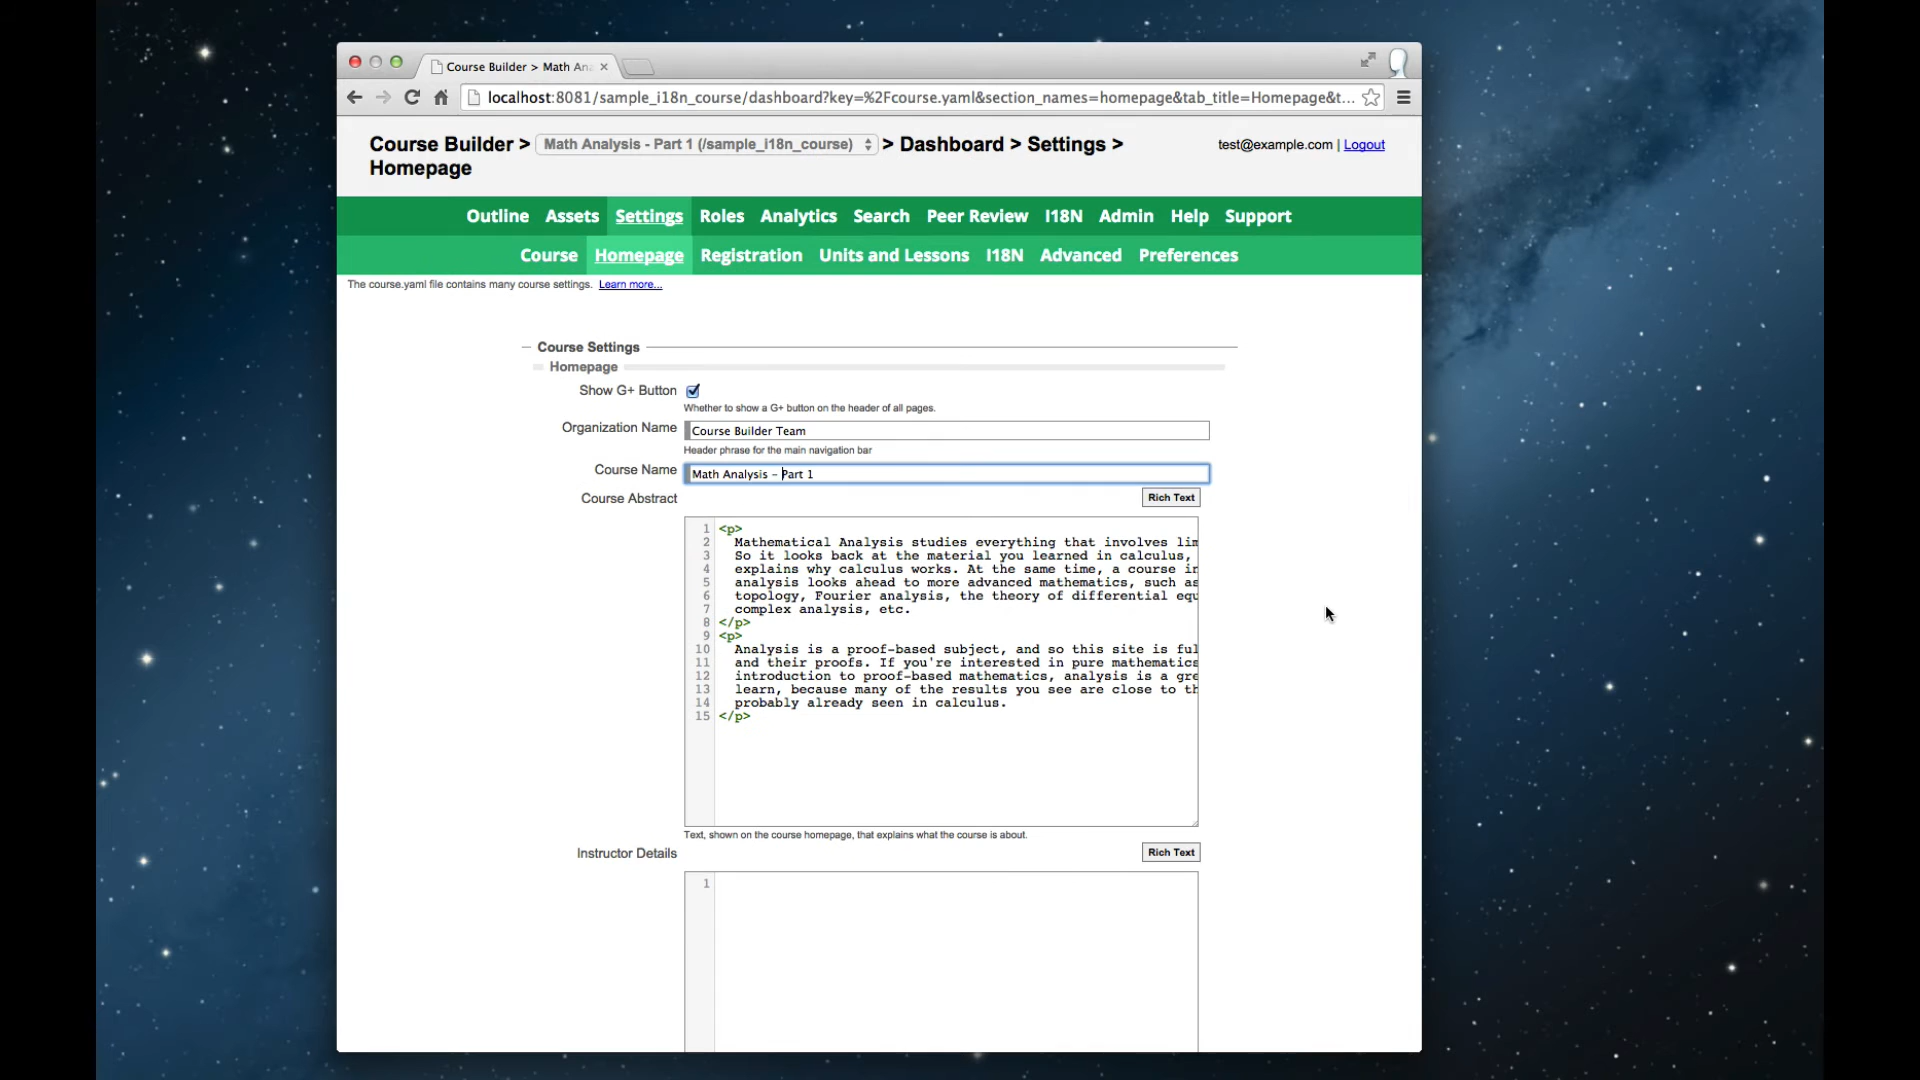 Course Builder > Math Ana
localhost:8081/sample_i18n_course/dashboard?key=%2Fcourse.yaml&section_names=homepage&tab_title=Homepage&t...
Course Builder > Math Analysis - Part 1 (/sample_i18n_course) > Dashboard > Settings >
Homepage
test@example.com | Logout
Outline Assets Settings Roles Analytics Search Peer Review I18N Admin Help Support
Course Homepage Registration Units and Lessons I18N Advanced Preferences
The course.yaml file contains many course settings. Learn more...
Course Settings
Homepage
Show G+ Button
Whether to show a G+ button on the header of all pages.
Organization Name Course Builder Team
Header phrase for the main navigation bar
Course Name Math Analysis - Part 1
Course Abstract Rich Text
1 <p>
2 Mathematical Analysis studies everything that involves lim
3 So it looks back at the material you learned in calculus,
4 explains why calculus works. At the same time, a course in
5 analysis looks ahead to more advanced mathematics, such as
6 topology, Fourier analysis, the theory of differential equ
7 complex analysis, etc.
8 </p>
9 <p>
10 Analysis is a proof-based subject, and so this site is ful
11 and their proofs. If you're interested in pure mathematics
12 introduction to proof-based mathematics, analysis is a gre
13 learn, because many of the results you see are close to th
14 probably already seen in calculus.
15 </p>
Text, shown on the course homepage, that explains what the course is about.
Instructor Details Rich Text
1